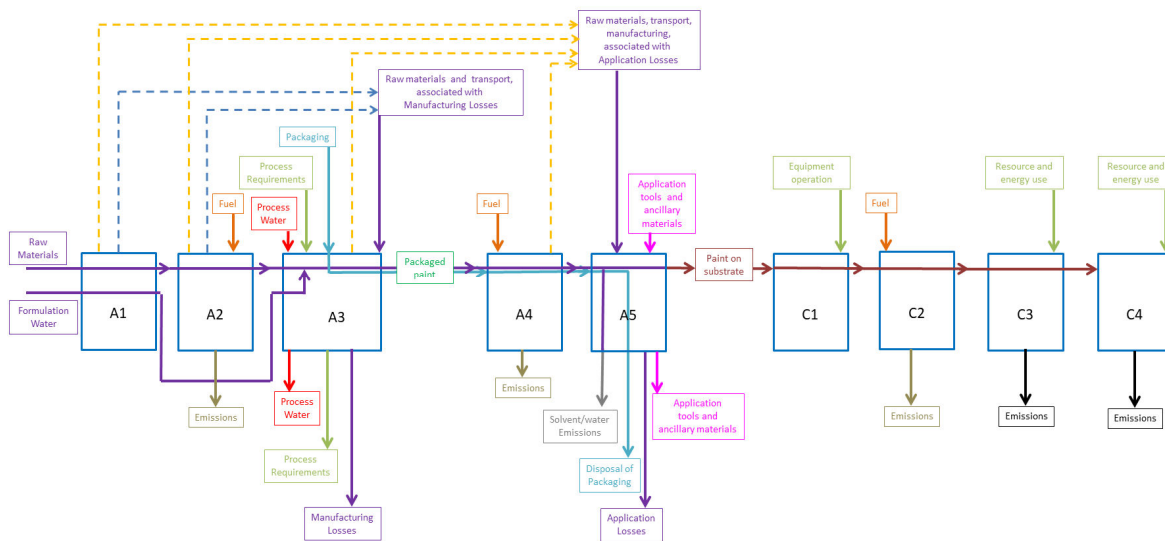 Raw materials, transport,
manufacturing,
associated with
Application Losses
Raw materials and transport,
associated with
Manufacturing Losses
Packaging
Process
Requirements
Fuel
Process
Water
Fuel
Application
tools and
ancillary
materials
Equipment
operation
Fuel
Resource and
energy use
Resource and
energy use
Raw
Materials
Formulation
Water
Packaged
paint
Paint on
substrate
A1
A2
A3
A4
A5
C1
C2
C3
C4
Emissions
Process
Water
Process
Requirements
Manufacturing
Losses
Emissions
Solvent/water
Emissions
Application
tools and
ancillary materials
Disposal of
Packaging
Application
Losses
Emissions
Emissions
Emissions